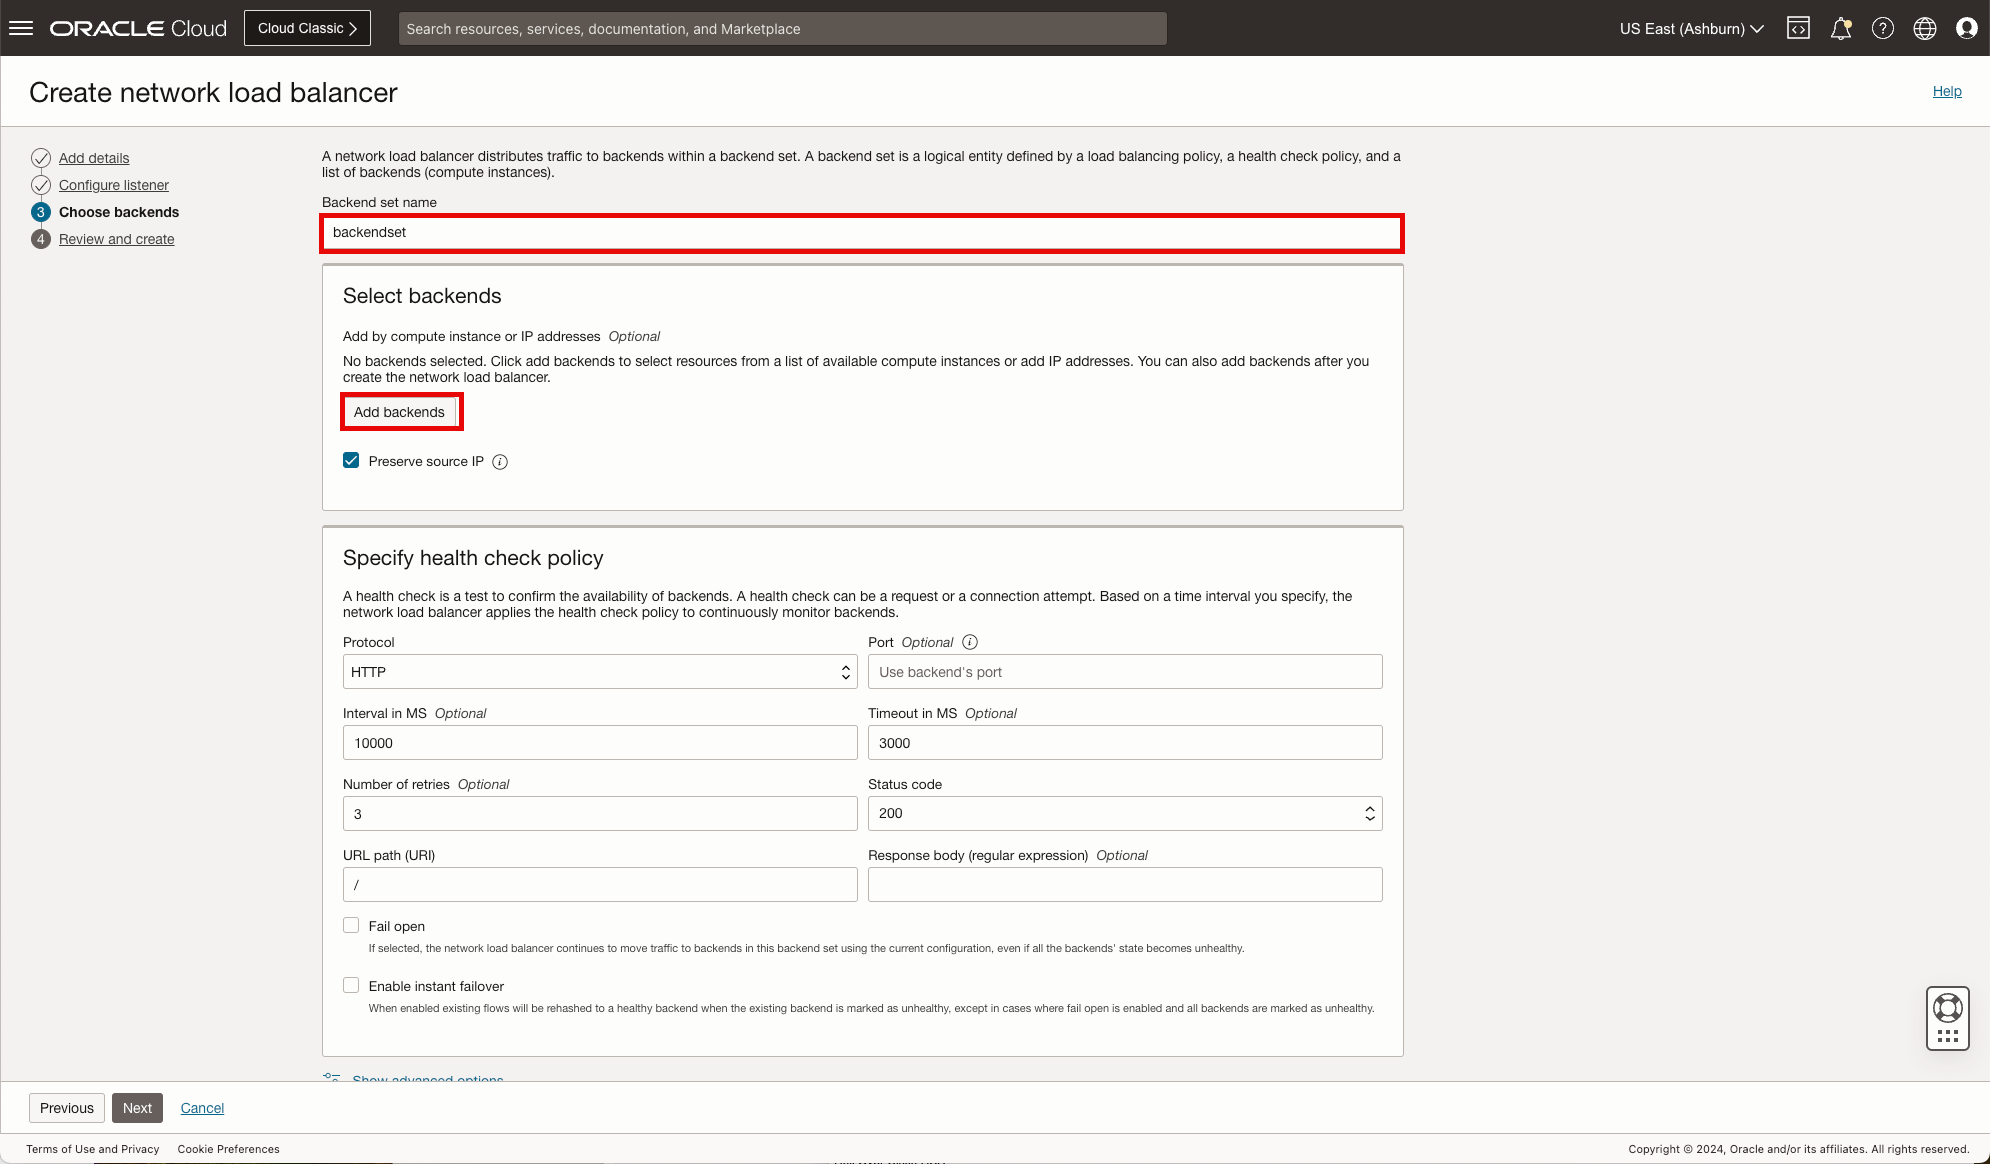 ORACLE Cloud
Cloud Classic
Search resources, services, documentation, and Marketplace
US East (Ashburn)
Create network load balancer
Help
Add details
Configure listener
3 Choose backends
4 Review and create
A network load balancer distributes traffic to backends within a backend set. A backend set is a logical entity defined by a load balancing policy, a health check policy, and a
list of backends (compute instances).
Backend set name
backendset
Select backends
Add by compute instance or IP addresses Optional
No backends selected. Click add backends to select resources from a list of available compute instances or add IP addresses. You can also add backends after you
create the network load balancer.
Add backends
Preserve source IP
Specify health check policy
A health check is a test to confirm the availability of backends. A health check can be a request or a connection attempt. Based on a time interval you specify, the
network load balancer applies the health check policy to continuously monitor backends.
Protocol
HTTP
Port Optional
Use backend's port
Interval in MS Optional
10000
Timeout in MS Optional
3000
Number of retries Optional
3
Status code
200
URL path (URI)
/
Response body (regular expression) Optional
Fail open
If selected, the network load balancer continues to move traffic to backends in this backend set using the current configuration, even if all the backends' state becomes unhealthy.
Enable instant failover
When enabled existing flows will be rehashed to a healthy backend when the existing backend is marked as unhealthy, except in cases where fail open is enabled and all backends are marked as unhealthy.
Show advanced options
Previous
Next
Cancel
Terms of Use and Privacy
Cookie Preferences
Copyright © 2024, Oracle and/or its affiliates. All rights reserved.